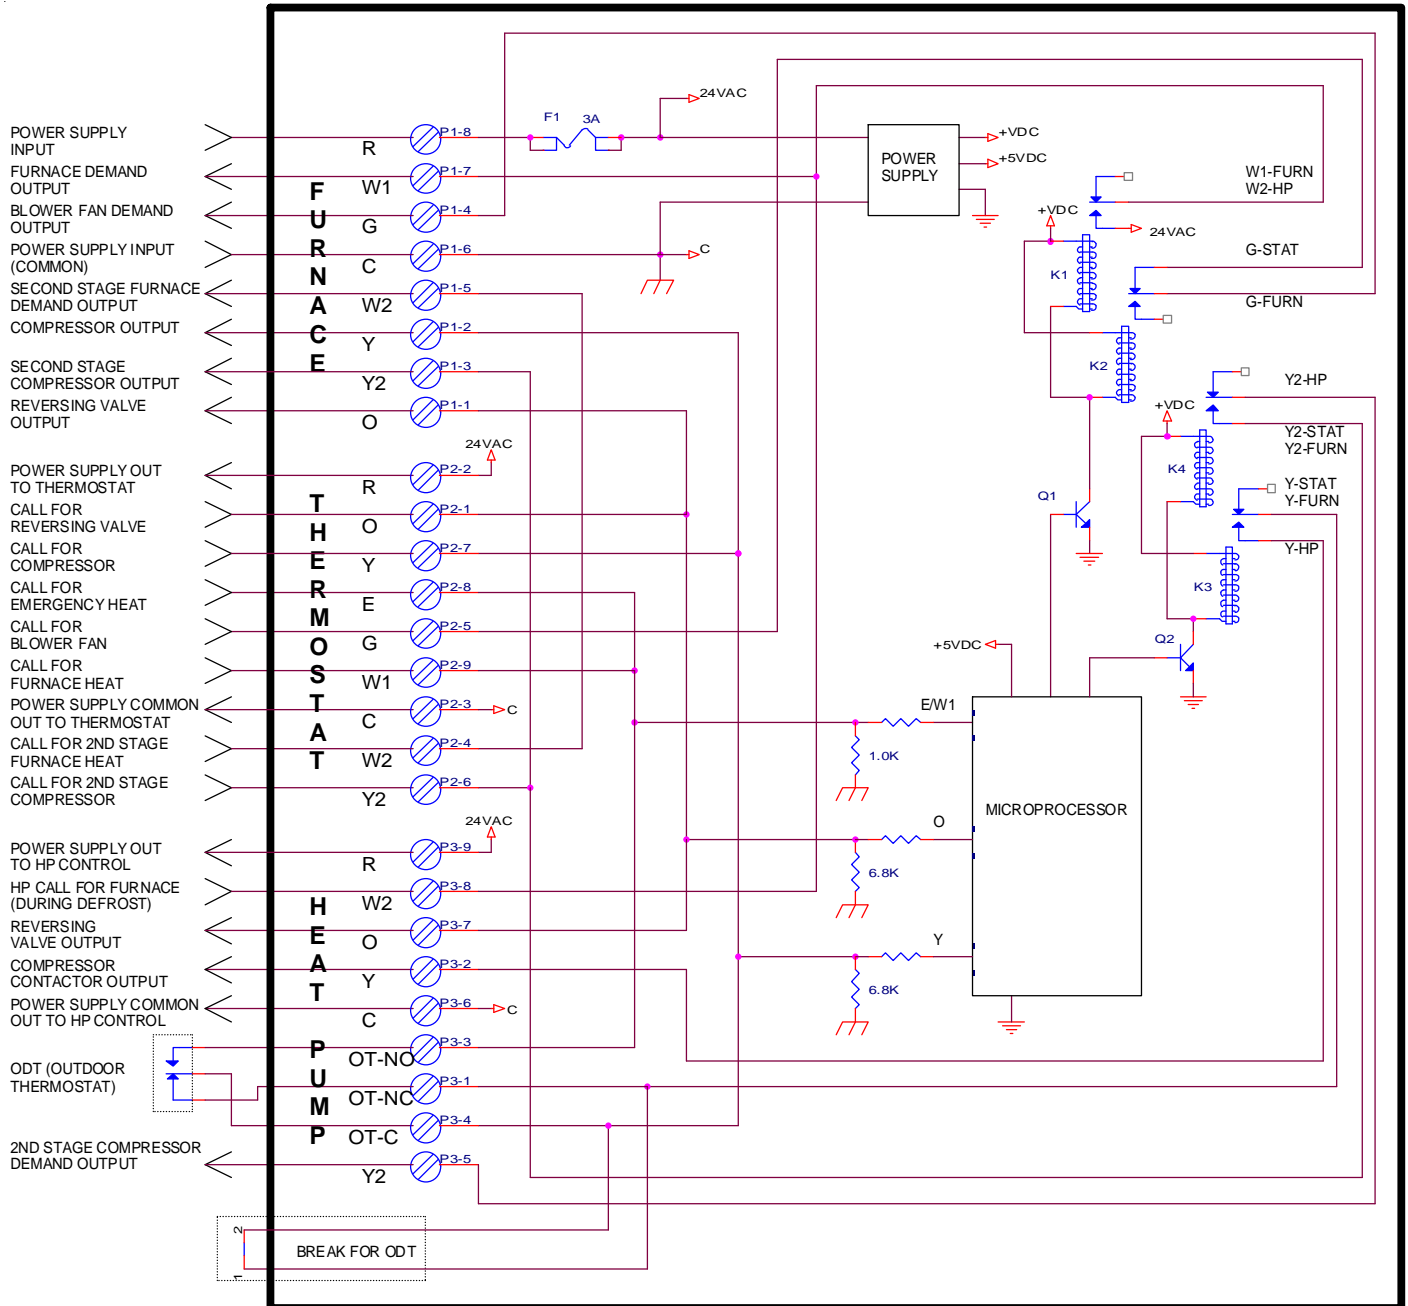 POWER SUPPLY
INPUT
R
P1-8
F1
3A
24VAC
FURNACE DEMAND
OUTPUT
W1
P1-7
BLOWER FAN DEMAND
OUTPUT
G
P1-4
POWER SUPPLY INPUT
(COMMON)
C
P1-6
C
SECOND STAGE FURNACE
DEMAND OUTPUT
W2
P1-5
COMPRESSOR OUTPUT
Y
P1-2
SECOND STAGE
COMPRESSOR OUTPUT
Y2
P1-3
REVERSING VALVE
OUTPUT
O
P1-1
FURNACE
POWER SUPPLY OUT
TO THERMOSTAT
R
P2-2
24VAC
CALL FOR
REVERSING VALVE
O
P2-1
CALL FOR
COMPRESSOR
Y
P2-7
CALL FOR
EMERGENCY HEAT
E
P2-8
CALL FOR
BLOWER FAN
G
P2-5
CALL FOR
FURNACE HEAT
W1
P2-9
POWER SUPPLY COMMON
OUT TO THERMOSTAT
C
P2-3
C
CALL FOR 2ND STAGE
FURNACE HEAT
W2
P2-4
CALL FOR 2ND STAGE
COMPRESSOR
Y2
P2-6
THERMOSTAT
POWER SUPPLY OUT
TO HP CONTROL
R
P3-9
24VAC
HP CALL FOR FURNACE
(DURING DEFROST)
W2
P3-8
REVERSING
VALVE OUTPUT
O
P3-7
COMPRESSOR
CONTACTOR OUTPUT
Y
P3-2
POWER SUPPLY COMMON
OUT TO HP CONTROL
C
P3-6
C
ODT (OUTDOOR
THERMOSTAT)
OT-NO
P3-3
OT-NC
P3-1
OT-C
P3-4
2ND STAGE COMPRESSOR
DEMAND OUTPUT
Y2
P3-5
HEAT PUMP
2
1
BREAK FOR ODT
POWER
SUPPLY
+VDC
+5VDC
W1-FURN
W2-HP
+VDC
24VAC
K1
G-STAT
G-FURN
K2
Y2-HP
+VDC
Y2-STAT
Y2-FURN
K4
Y-STAT
Y-FURN
Y-HP
K3
Q1
Q2
+5VDC
E/W1
1.0K
MICROPROCESSOR
O
6.8K
Y
6.8K